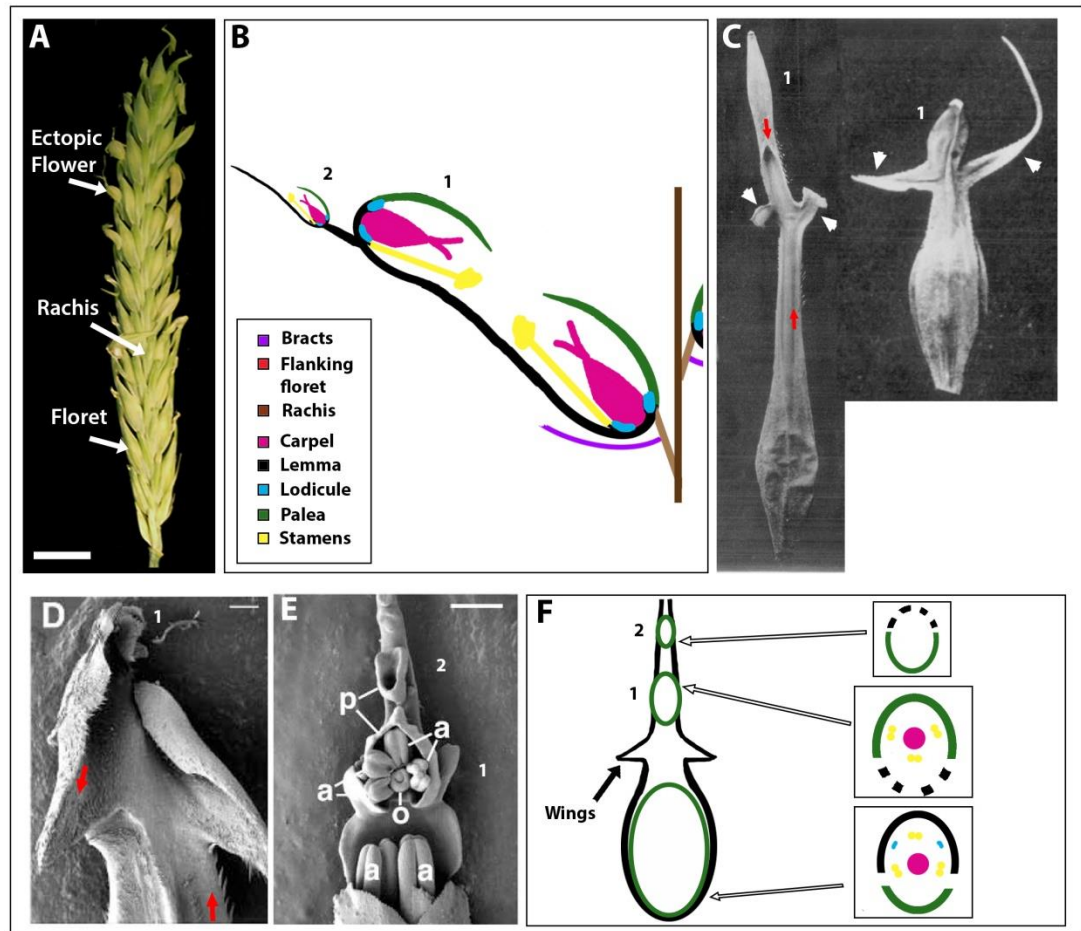 A
Ectopic
Flower
Rachis
Floret
B
2
1
Bracts
Flanking
floret
Rachis
Carpel
Lemma
Lodicule
Palea
Stamens
C
1
1
D
1
E
2
p
a
a
1
o
a
a
F
2
1
Wings